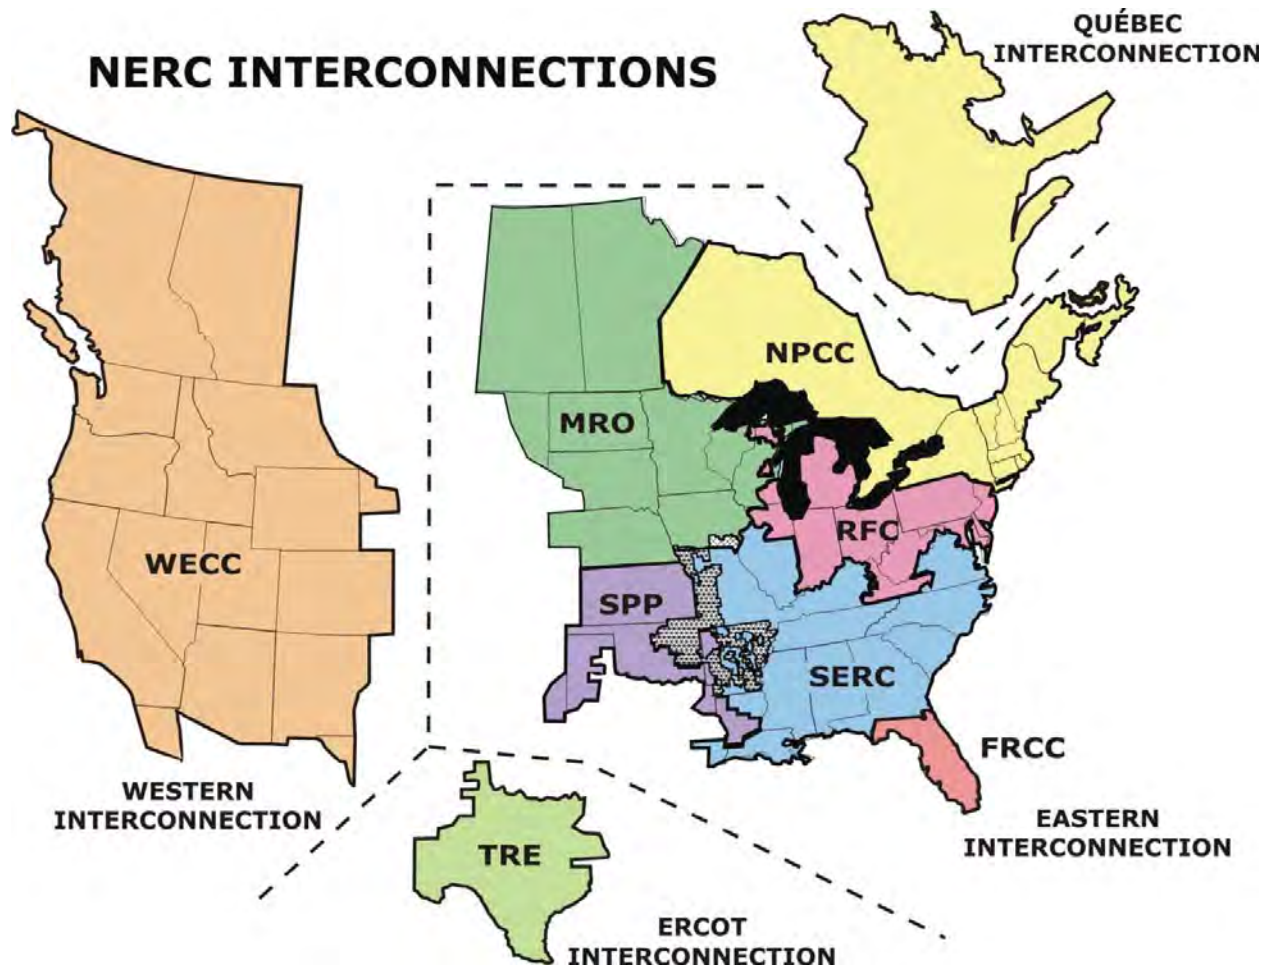 QUÉBEC
INTERCONNECTION
NERC INTERCONNECTIONS
NPCC
MRO
RFC
WECC
SPP
SERC
FRCC
WESTERN
INTERCONNECTION
EASTERN
INTERCONNECTION
TRE
ERCOT
INTERCONNECTION